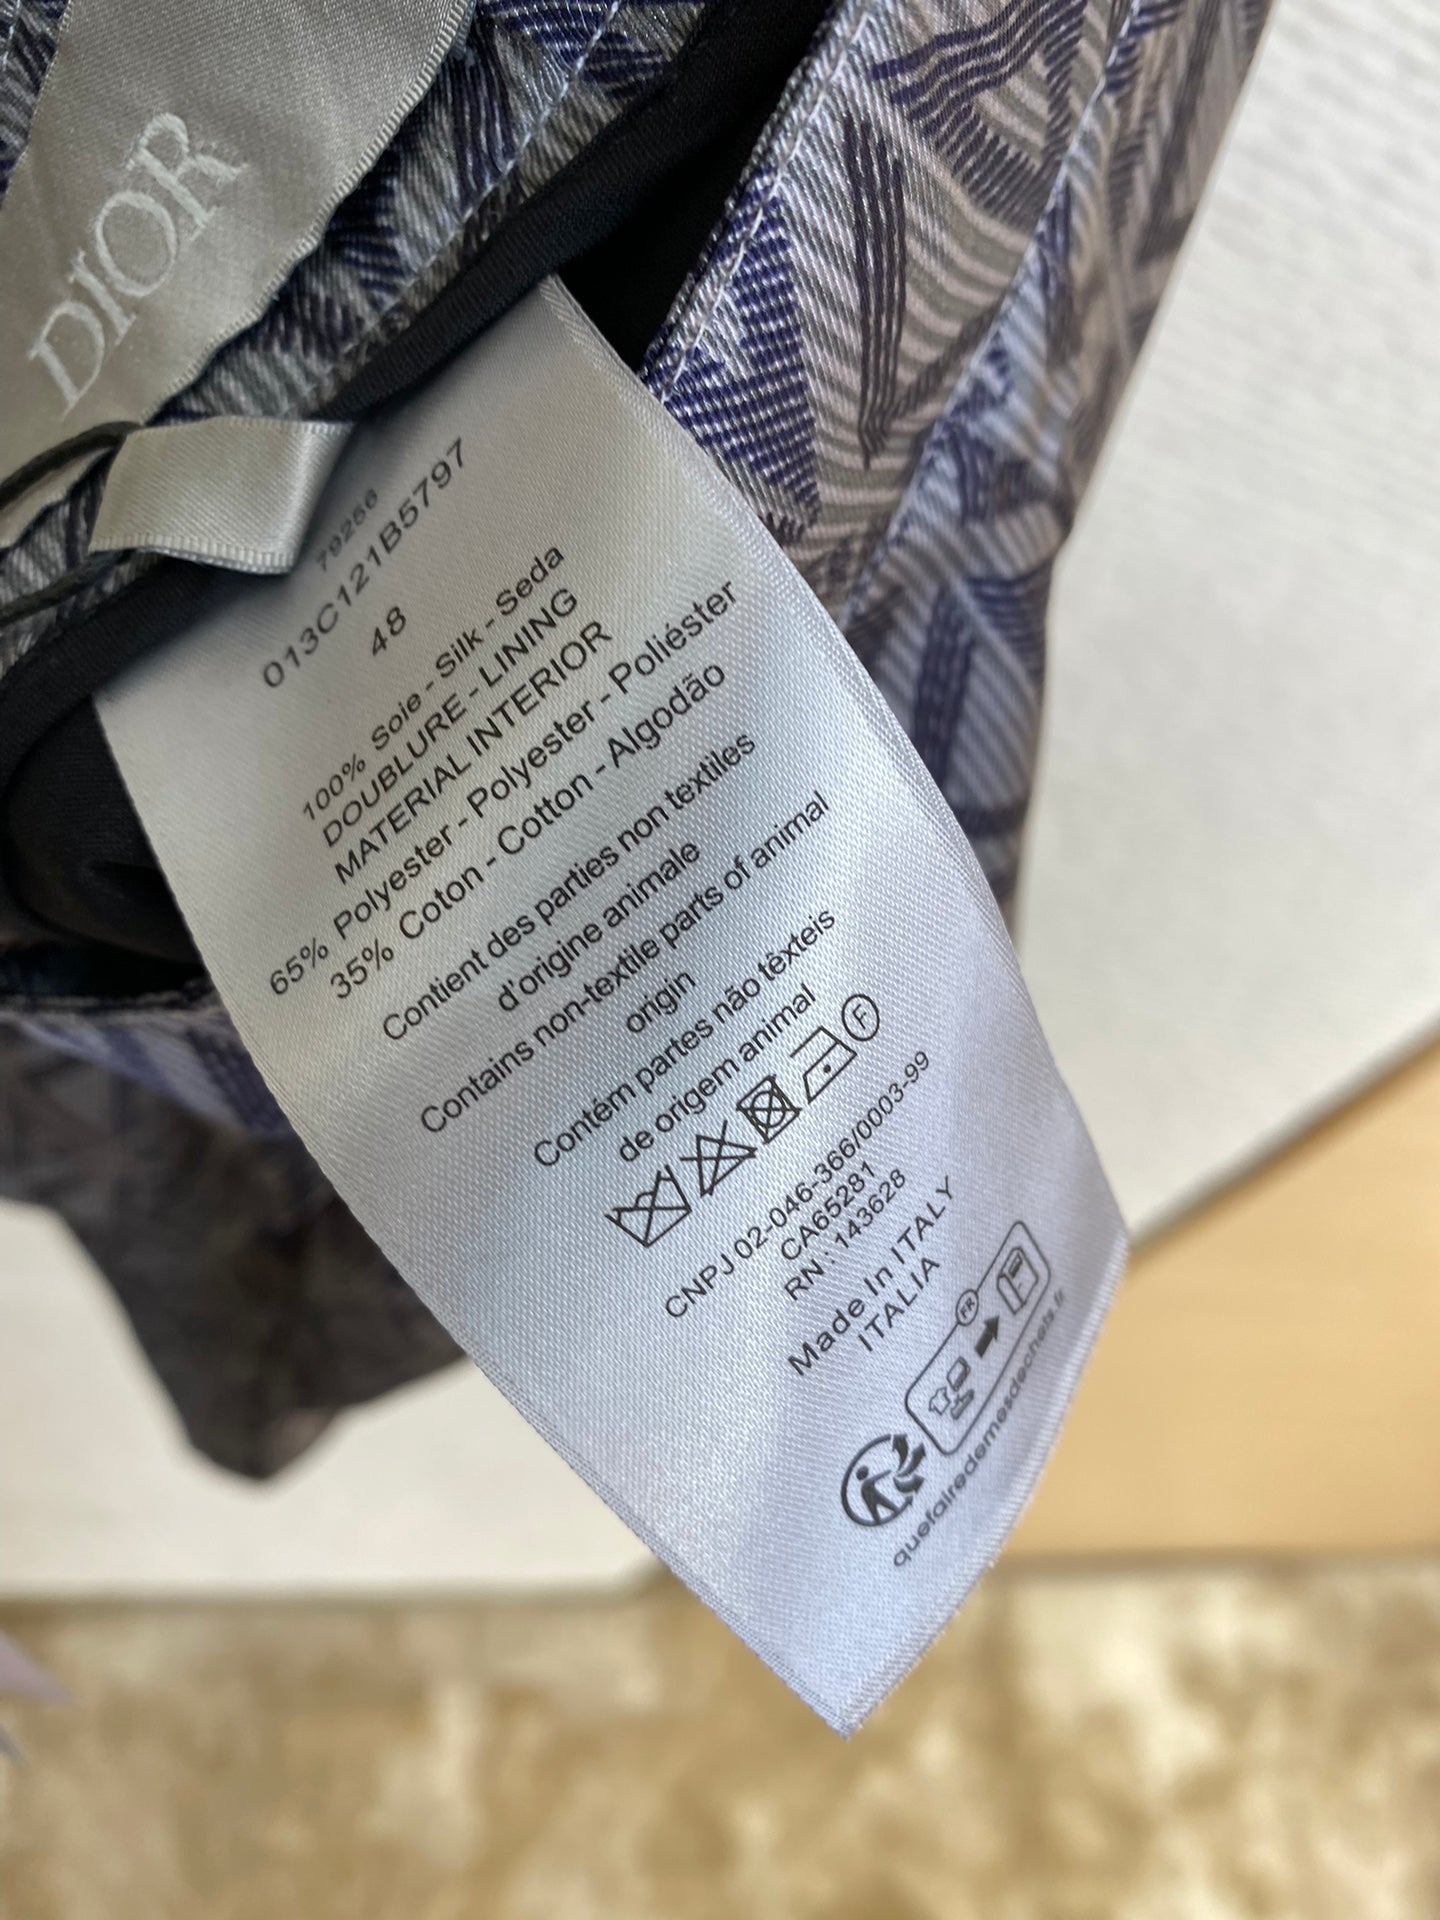 DIOR
79256
013C121B5797
48
100% Soie - Silk - Seda
DOUBLURE - LINING
MATERIAL INTERIOR
65% Polyester - Polyester - Poliéster
35% Coton - Cotton - Algodão
Contient des parties non textiles
d'origine animale
Contains non-textile parts of animal
origin
Contém partes não têxteis
de origem animal
F
CNPJ 02-046-366/0003-99
CA65281
RN: 143628
Made In ITALY
ITALIA
FR
quefairedemesdechets.fr